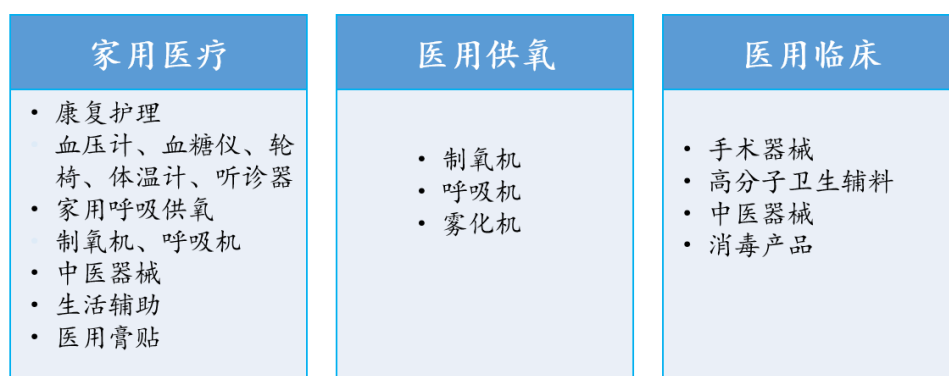 家用医疗
• 康复护理
血压计、血糖仪、轮
椅、体温计、听诊器
• 家用呼吸供氧
制氧机、呼吸机
• 中医器械
• 生活辅助
• 医用膏贴
医用供氧
• 制氧机
• 呼吸机
• 雾化机
医用临床
• 手术器械
• 高分子卫生辅料
• 中医器械
• 消毒产品